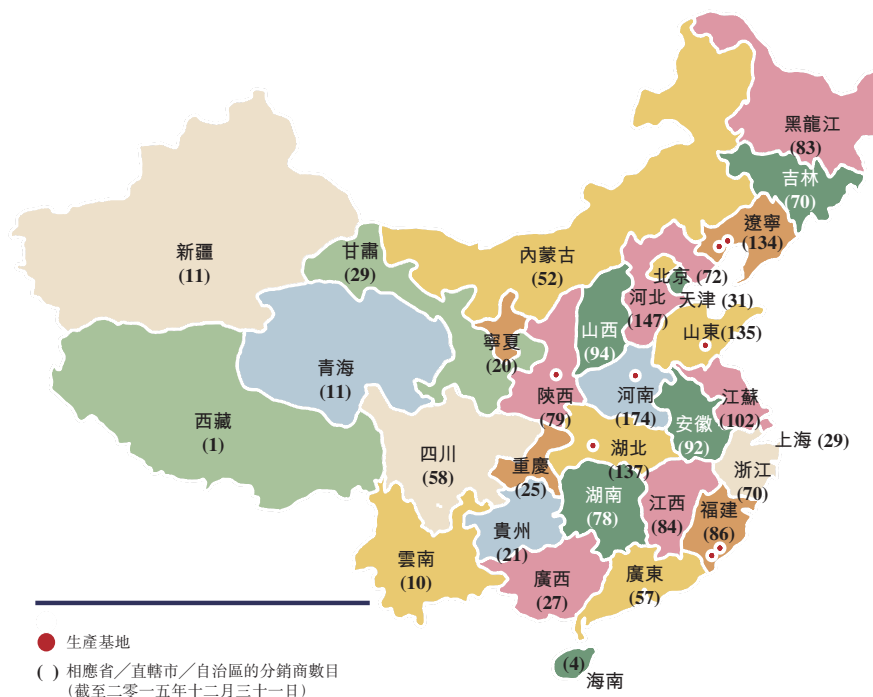 黑龍江
(83)
吉林
(70)
遼寧
(134)
新疆
(11)
甘肅
(29)
內蒙古
(52)
北京 (72)
天津 (31)
河北
(147)
山西
(94)
山東(135)
寧夏
(20)
青海
(11)
陝西
(79)
河南
(174)
江蘇
(102)
安徽
(92)
上海 (29)
西藏
(1)
四川
(58)
重慶
(25)
湖北
(137)
浙江
(70)
湖南
(78)
江西
(84)
福建
(86)
貴州
(21)
雲南
(10)
廣西
(27)
廣東
(57)
(4)
海南
生產基地
( ) 相應省／直轄市／自治區的分銷商數目
(截至二零一五年十二月三十一日)